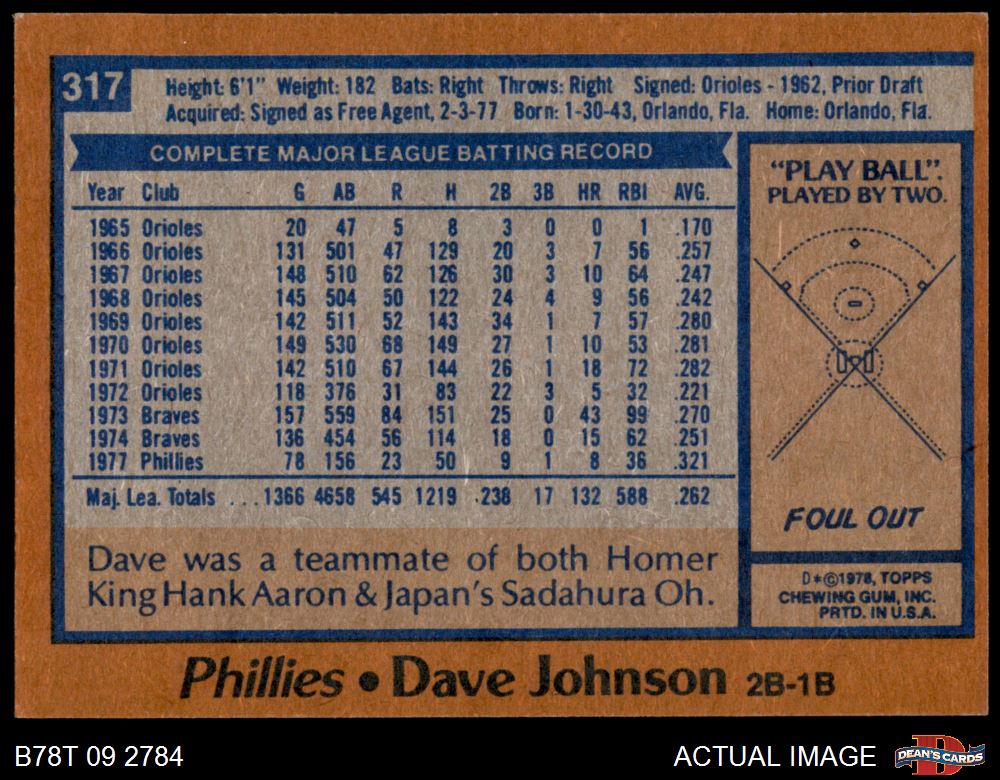 317
Height: 6'1" Weight: 182 Bats: Right Throws: Right Signed: Orioles - 1962, Prior Draft
Acquired: Signed as Free Agent, 2-3-77 Born: 1-30-43, Orlando, Fla. Home: Orlando, Fla.
COMPLETE MAJOR LEAGUE BATTING RECORD
Year Club G AB R H 2B 3B HR RBI AVG.
1965 Orioles 20 47 5 8 3 0 0 1 .170
1966 Orioles 131 501 47 129 20 3 7 56 .257
1967 Orioles 148 510 62 126 30 3 10 64 .247
1968 Orioles 145 504 50 122 24 4 9 56 .242
1969 Orioles 142 511 52 143 34 1 7 57 .280
1970 Orioles 149 530 68 149 27 1 10 53 .281
1971 Orioles 142 510 67 144 26 1 18 72 .282
1972 Orioles 118 376 31 83 22 3 5 32 .221
1973 Braves 157 559 84 151 25 0 43 99 .270
1974 Braves 136 454 56 114 18 0 15 62 .251
1977 Phillies 78 156 23 50 9 1 8 36 .321
Maj. Lea. Totals ...1366 4658 545 1219 238 17 132 588 .262
Dave was a teammate of both Homer
King Hank Aaron & Japan's Sadahura Oh.
"PLAY BALL".
PLAYED BY TWO.
FOUL OUT
D*©1978, TOPPS
CHEWING GUM, INC.
PRTD. IN U.S.A.
Phillies • Dave Johnson 2B-1B
B78T 09 2784
ACTUAL IMAGE
DEAN'S CARDS